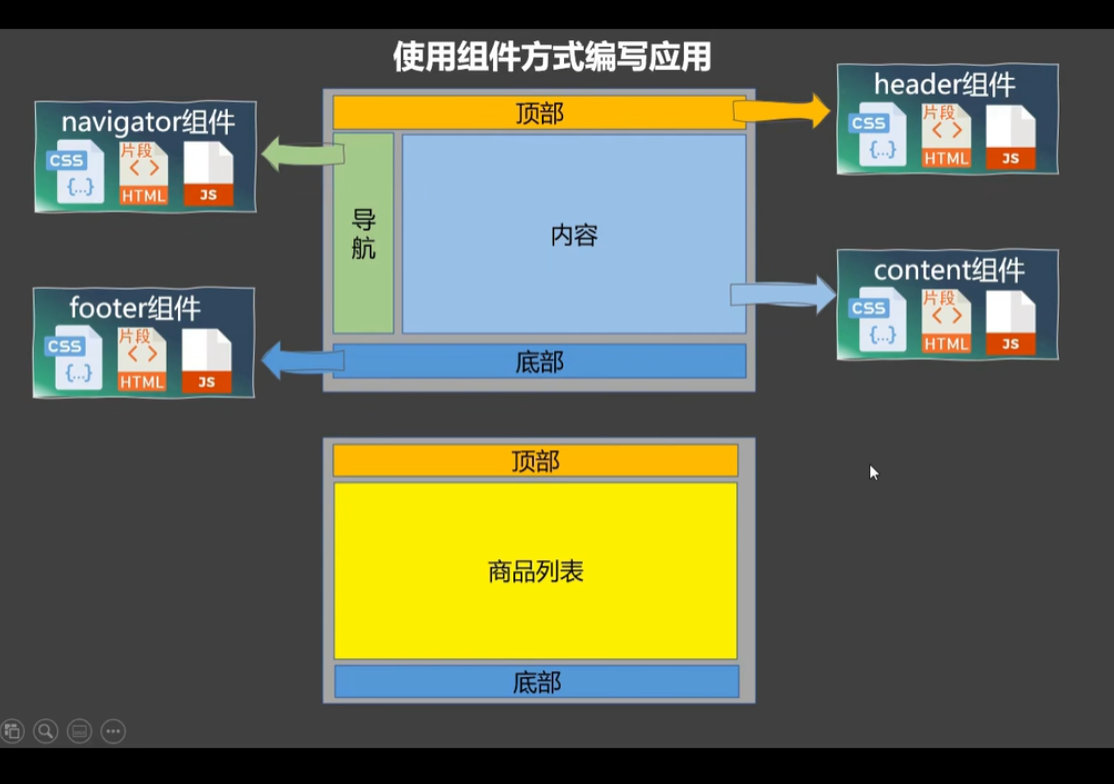 使用组件方式编写应用
navigator组件
CSS
{...}
片段
< >
HTML
JS
header组件
CSS
{...}
片段
< >
HTML
JS
顶部
导
航
内容
底部
footer组件
CSS
{...}
片段
< >
HTML
JS
content组件
CSS
{...}
片段
< >
HTML
JS
顶部
商品列表
底部